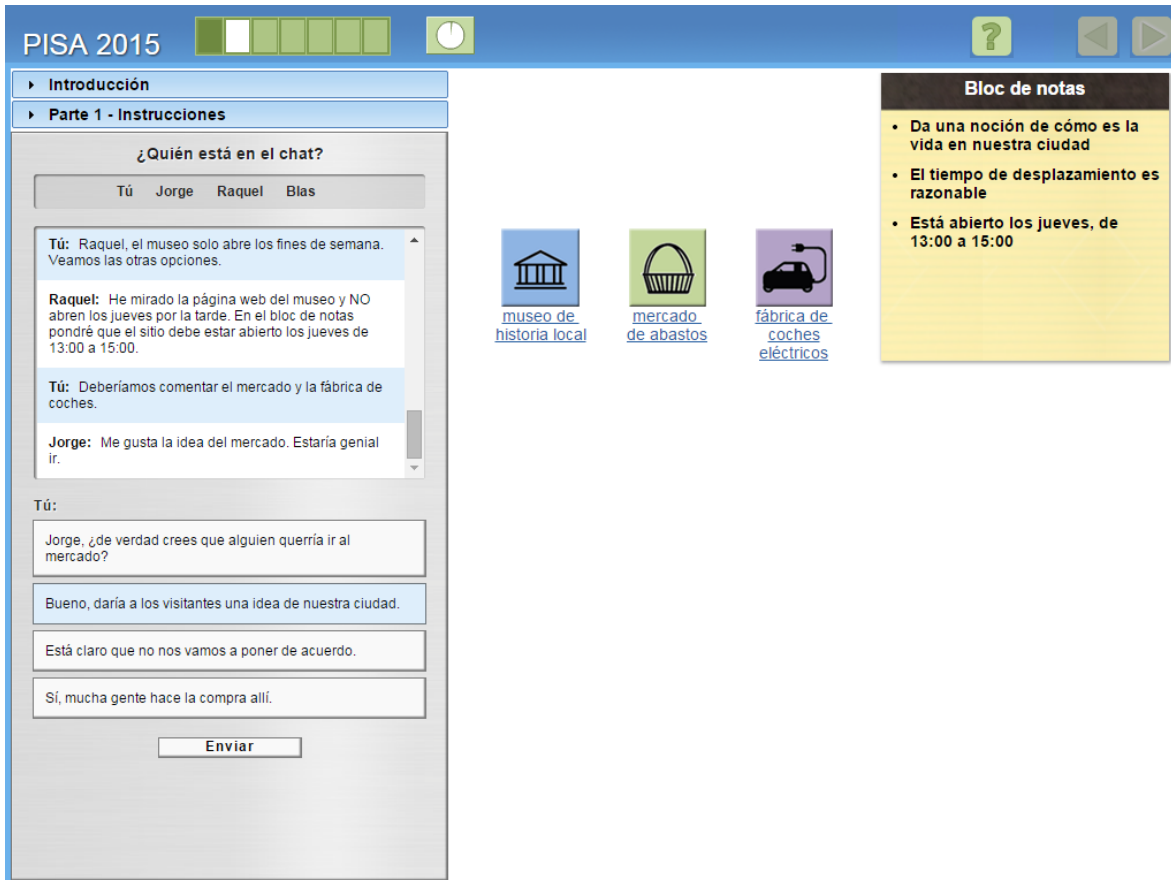 PISA 2015
?
Introducción
Parte 1 - Instrucciones
¿Quién está en el chat?
Tú Jorge Raquel Blas
Tú: Raquel, el museo solo abre los fines de semana.
Veamos las otras opciones.
Raquel: He mirado la página web del museo y NO
abren los jueves por la tarde. En el bloc de notas
pondré que el sitio debe estar abierto los jueves de
13:00 a 15:00.
Tú: Deberíamos comentar el mercado y la fábrica de
coches.
Jorge: Me gusta la idea del mercado. Estaría genial
ir.
Tú:
Jorge, ¿de verdad crees que alguien querría ir al
mercado?
Bueno, daría a los visitantes una idea de nuestra ciudad.
Está claro que no nos vamos a poner de acuerdo.
Sí, mucha gente hace la compra allí.
Enviar
museo de
historia local
mercado
de abastos
fábrica de
coches
eléctricos
Bloc de notas
• Da una noción de cómo es la
vida en nuestra ciudad
• El tiempo de desplazamiento es
razonable
• Está abierto los jueves, de
13:00 a 15:00